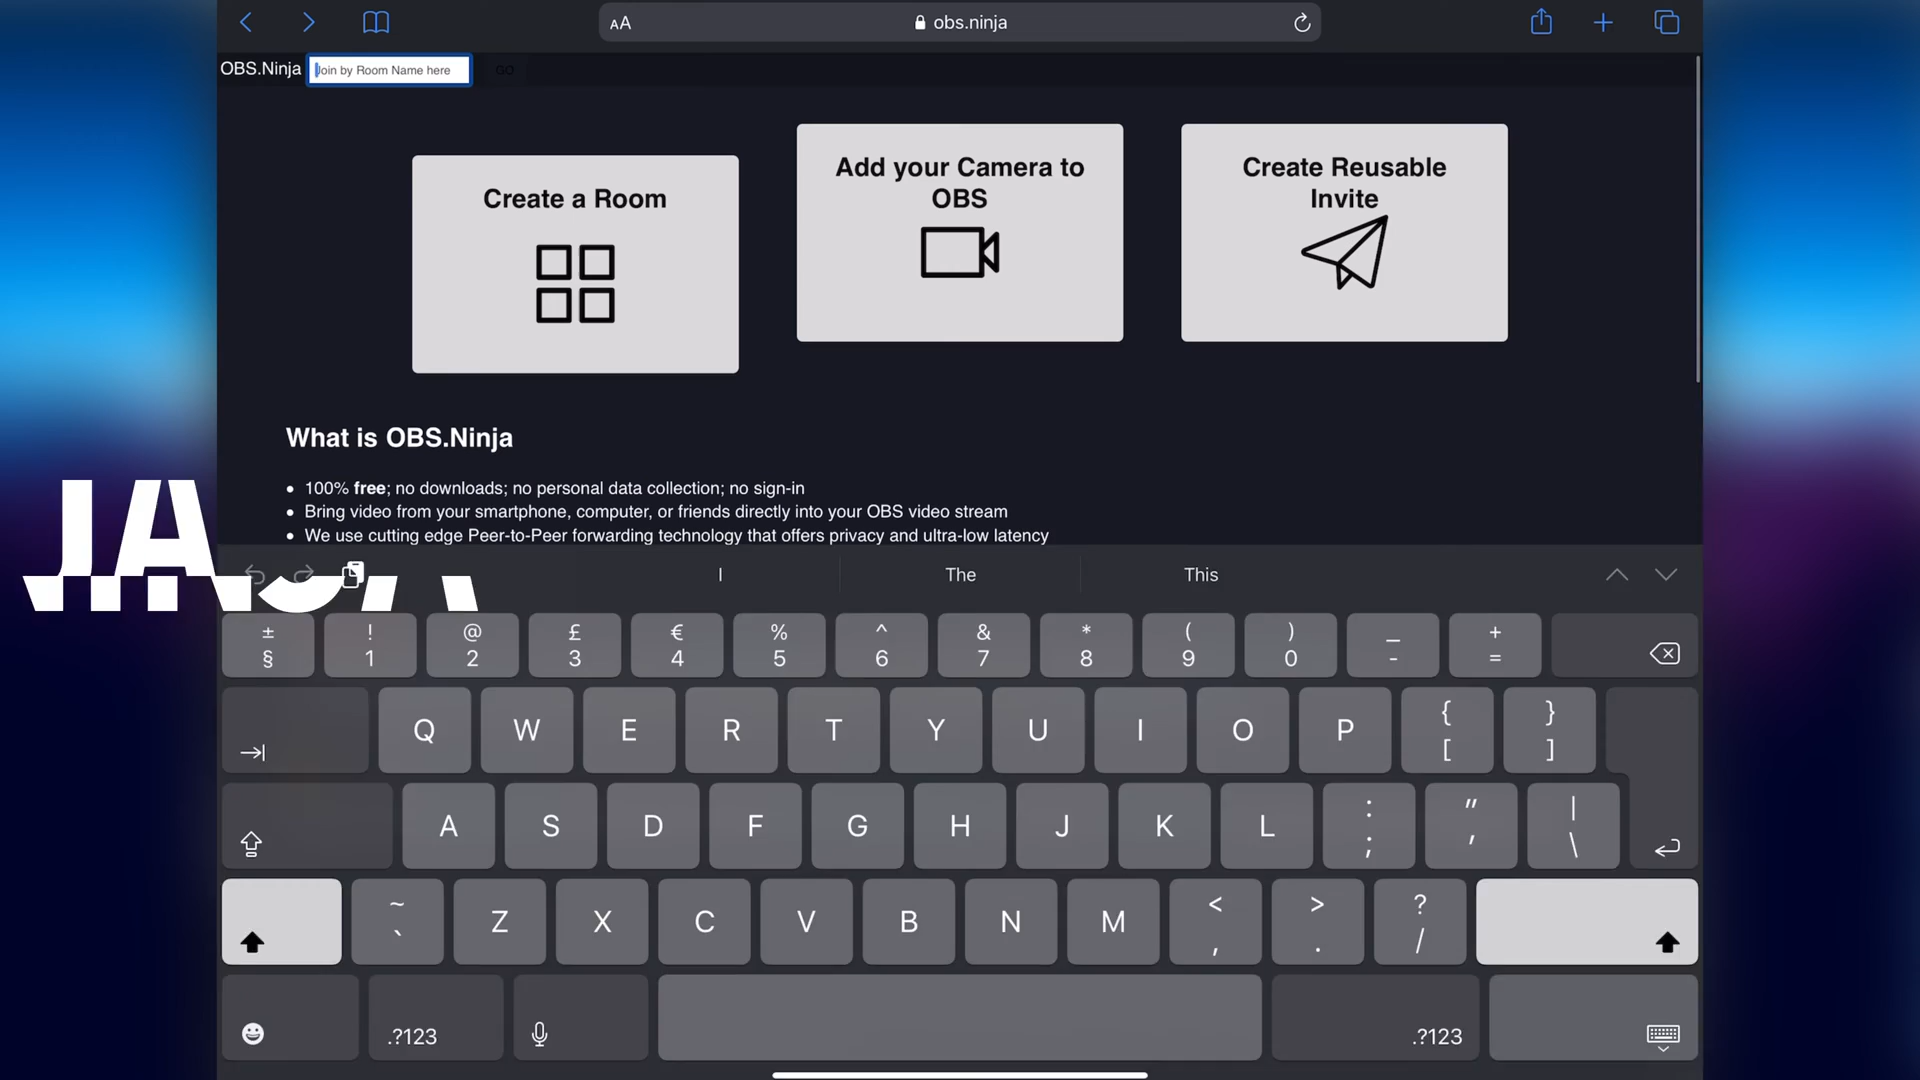 AA
obs.ninja
OBS.Ninja
Join by Room Name here
GO
Create a Room
Add your Camera to
OBS
Create Reusable
Invite
What is OBS.Ninja
• 100% free; no downloads; no personal data collection; no sign-in
• Bring video from your smartphone, computer, or friends directly into your OBS video stream
• We use cutting edge Peer-to-Peer forwarding technology that offers privacy and ultra-low latency
I
The
This
± ! @ £ € % ^ & * ( ) _ +
§ 1 2 3 4 5 6 7 8 9 0 - =
Q W E R T Y U I O P { [ } ]
A S D F G H J K L : ; " ' | \
~ ` Z X C V B N M < , > . ? /
.?123
.?123